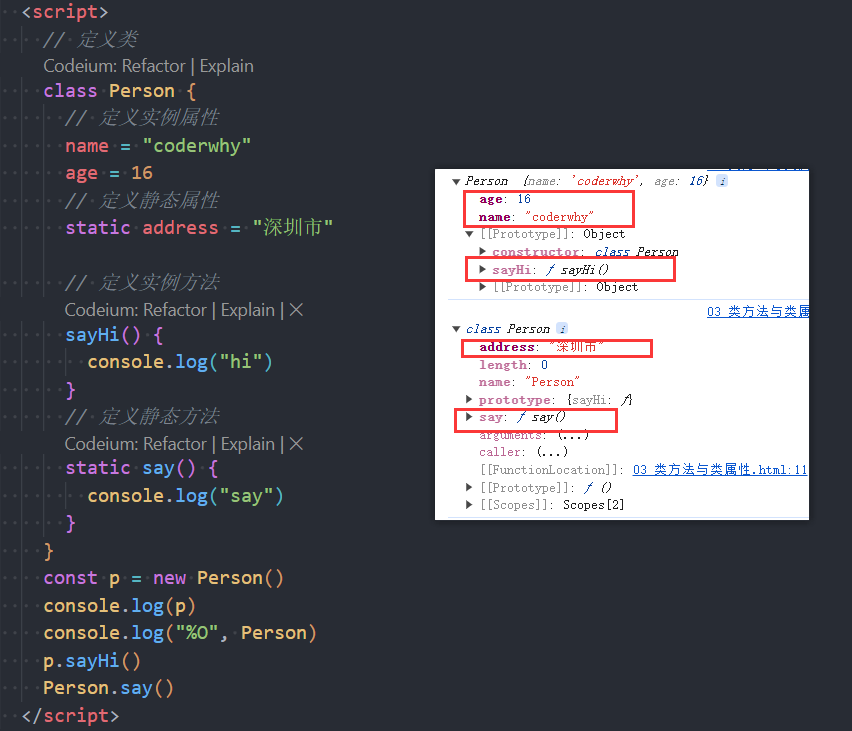 <script>
// 定义类
Codeium: Refactor | Explain
class Person {
// 定义实例属性
name = "coderwhy"
age = 16
// 定义静态属性
static address = "深圳市"
// 定义实例方法
Codeium: Refactor | Explain | ×
sayHi() {
console.log("hi")
}
// 定义静态方法
Codeium: Refactor | Explain | ×
static say() {
console.log("say")
}
}
const p = new Person()
console.log(p)
console.log("%O", Person)
p.sayHi()
Person.say()
</script>
Person {name: 'coderwhy', age: 16} i
age: 16
name: "coderwhy"
[[Prototype]]: Object
constructor: class Person
sayHi: ƒ sayHi()
[[Prototype]]: Object
03 类方法与类属
class Person i
address: "深圳市"
length: 0
name: "Person"
prototype: {sayHi: ƒ}
say: ƒ say()
arguments: (...)
caller: (...)
[[FunctionLocation]]: 03 类方法与类属性.html:11
[[Prototype]]: ƒ ()
[[Scopes]]: Scopes[2]